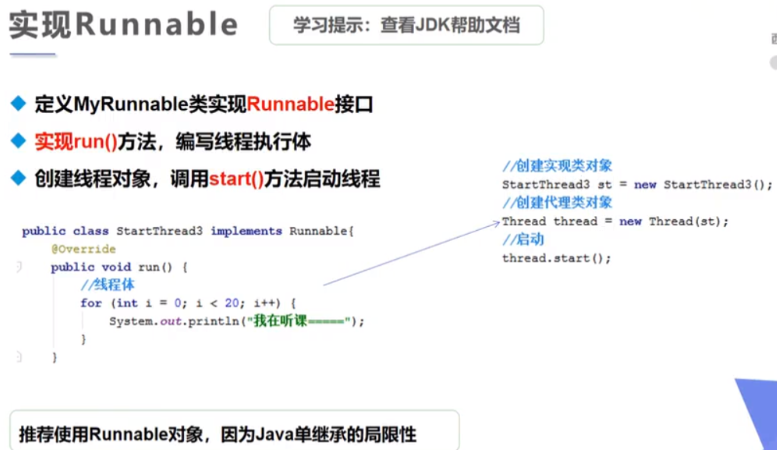 实现Runnable
学习提示：查看JDK帮助文档
定义MyRunnable类实现Runnable接口
实现run()方法，编写线程执行体
创建线程对象，调用start()方法启动线程
public class StartThread3 implements Runnable{
@Override
public void run() {
//线程体
for (int i = 0; i < 20; i++) {
System.out.println("我在听课=====");
}
}
//创建实现类对象
StartThread3 st = new StartThread3();
//创建代理类对象
Thread thread = new Thread(st);
//启动
thread.start();
推荐使用Runnable对象，因为Java单继承的局限性